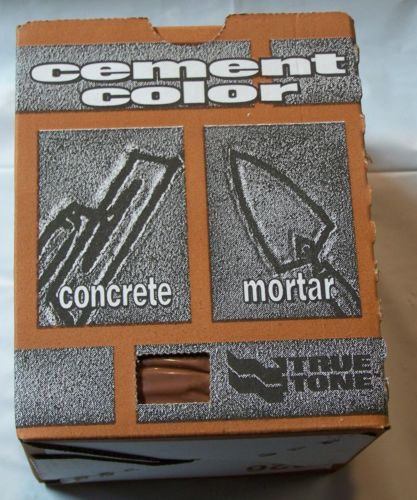 cement
color
concrete
mortar
TRUE
TONE